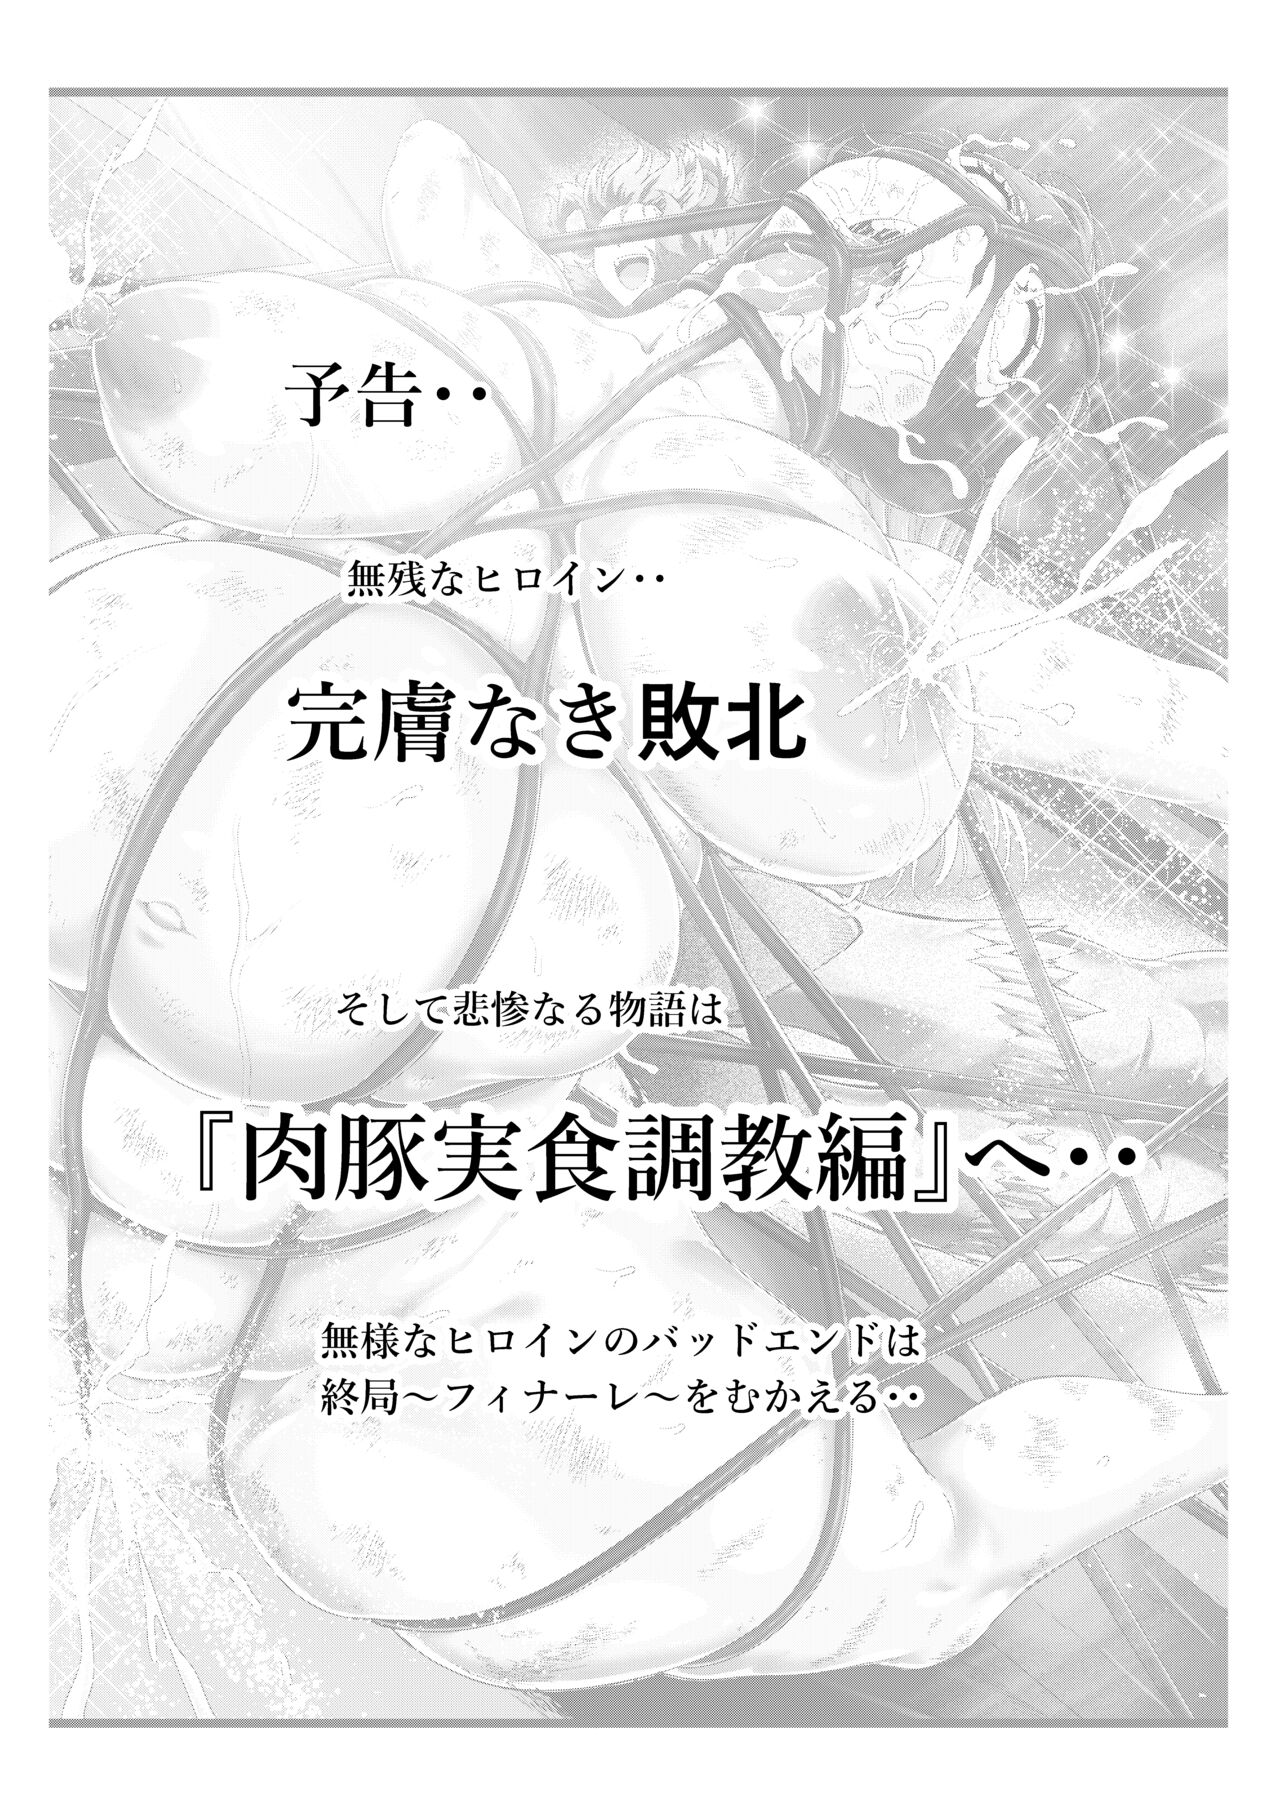 予告‥
無残なヒロイン‥
完膚なき敗北
そして悲惨なる物語は
『肉豚実食調教編』へ‥
無様なヒロインのバッドエンドは
終局～フィナーレ～をむかえる‥